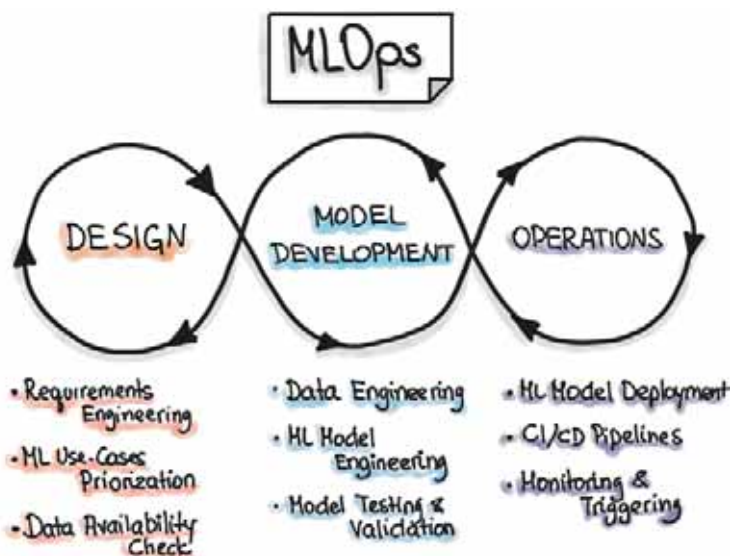 MLOps
DESIGN
MODEL
DEVELOPMENT
OPERATIONS
• Requirements
Engineering
• ML Use-Cases
Priorization
• Data Availability
Check
• Data Engineering
• ML Model
Engineering
• Model Testing &
Validation
• ML Model Deployment
• CI/CD Pipelines
• Monitoring &
Triggering